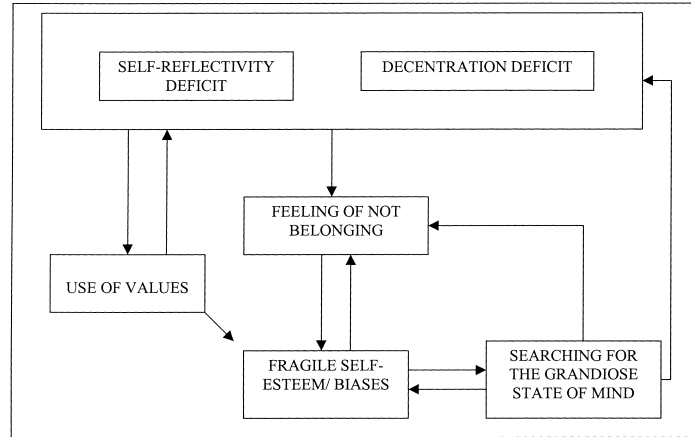 SELF-REFLECTIVITY
DEFICIT
DECENTRATION DEFICIT
FEELING OF NOT
BELONGING
USE OF VALUES
FRAGILE SELF-
ESTEEM/ BIASES
SEARCHING FOR
THE GRANDIOSE
STATE OF MIND